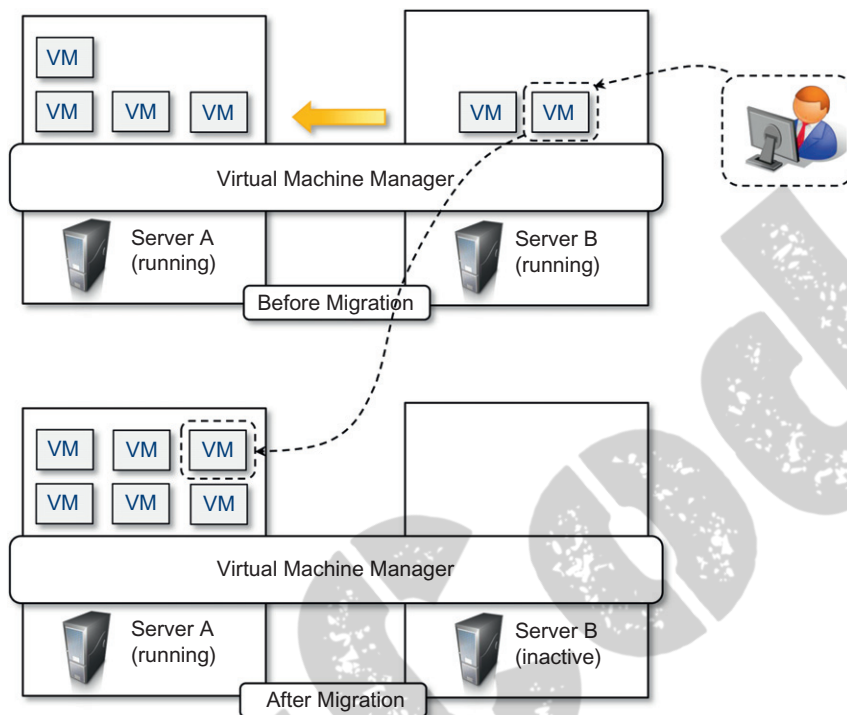 VM
VM VM VM VM VM
Virtual Machine Manager
Server A
(running)
Server B
(running)
Before Migration
VM VM VM
VM VM VM
Virtual Machine Manager
Server A
(running)
Server B
(inactive)
After Migration